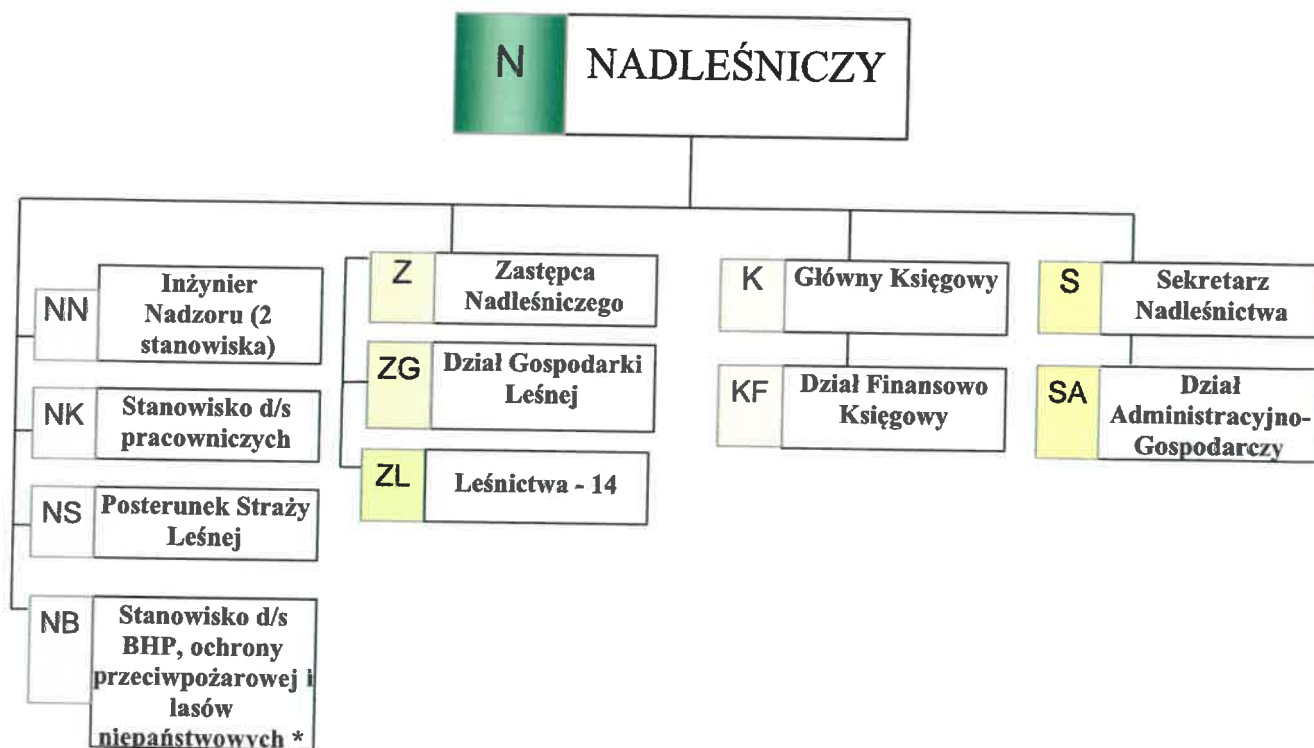 N NADLEŚNICZY
NN Inżynier
Nadzoru (2
stanowiska)
NK Stanowisko d/s
pracowniczych
NS Posterunek Straży
Leśnej
NB Stanowisko d/s
BHP, ochrony
przeciwpożarowej i
lasów
niepaństwowych *
Z Zastępca
Nadleśniczego
ZG Dział Gospodarki
Leśnej
ZL Leśnictwa - 14
K Główny Księgowy
KF Dział Finansowo
Księgowy
S Sekretarz
Nadleśnictwa
SA Dział
Administracyjno-
Gospodarczy